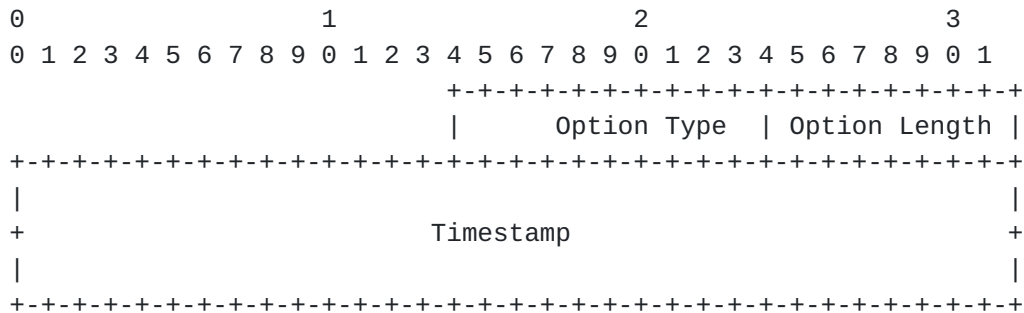 0                   1                   2                   3
0 1 2 3 4 5 6 7 8 9 0 1 2 3 4 5 6 7 8 9 0 1 2 3 4 5 6 7 8 9 0 1
                            +-+-+-+-+-+-+-+-+-+-+-+-+-+-+-+-+-+-+
                            |      Option Type  | Option Length |
+-+-+-+-+-+-+-+-+-+-+-+-+-+-+-+-+-+-+-+-+-+-+-+-+-+-+-+-+-+-+-+-+
|                                                               |
+                          Timestamp                            +
|                                                               |
+-+-+-+-+-+-+-+-+-+-+-+-+-+-+-+-+-+-+-+-+-+-+-+-+-+-+-+-+-+-+-+-+